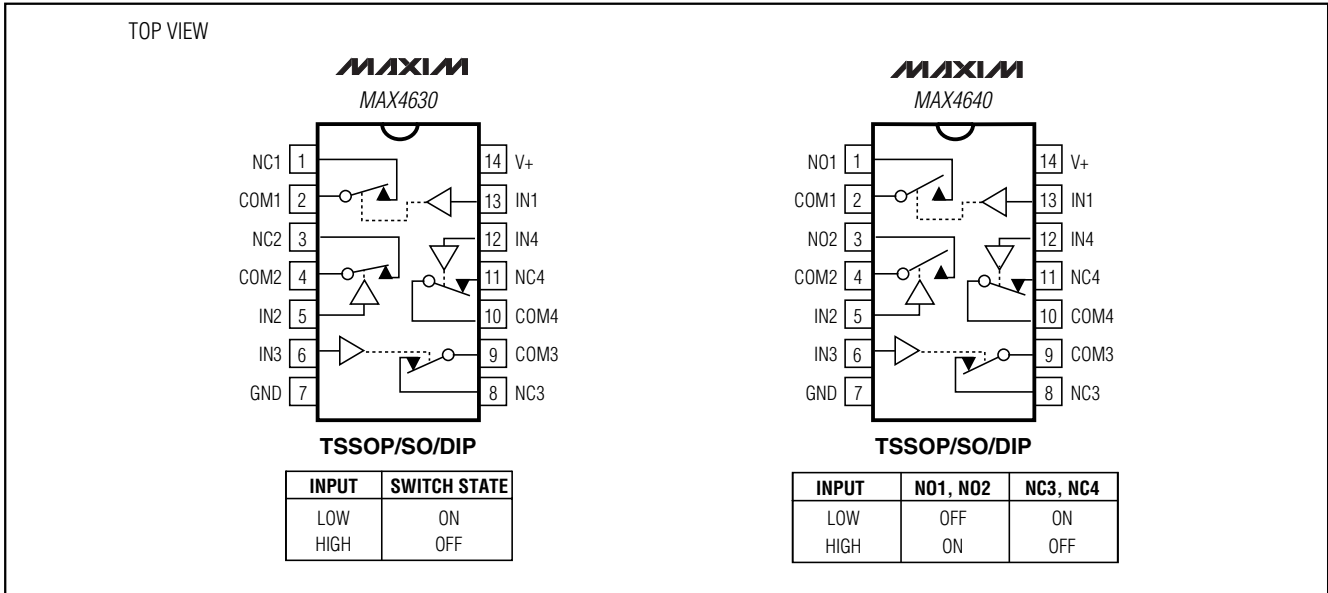 TOP VIEW
MAXIM
MAX4630
NC1 1
14 V+
COM1 2
13 IN1
NC2 3
12 IN4
COM2 4
11 NC4
IN2 5
10 COM4
IN3 6
9 COM3
GND 7
8 NC3
TSSOP/SO/DIP
INPUT SWITCH STATE
LOW ON
HIGH OFF
MAXIM
MAX4640
NO1 1
14 V+
COM1 2
13 IN1
NO2 3
12 IN4
COM2 4
11 NC4
IN2 5
10 COM4
IN3 6
9 COM3
GND 7
8 NC3
TSSOP/SO/DIP
INPUT NO1, NO2 NC3, NC4
LOW OFF ON
HIGH ON OFF